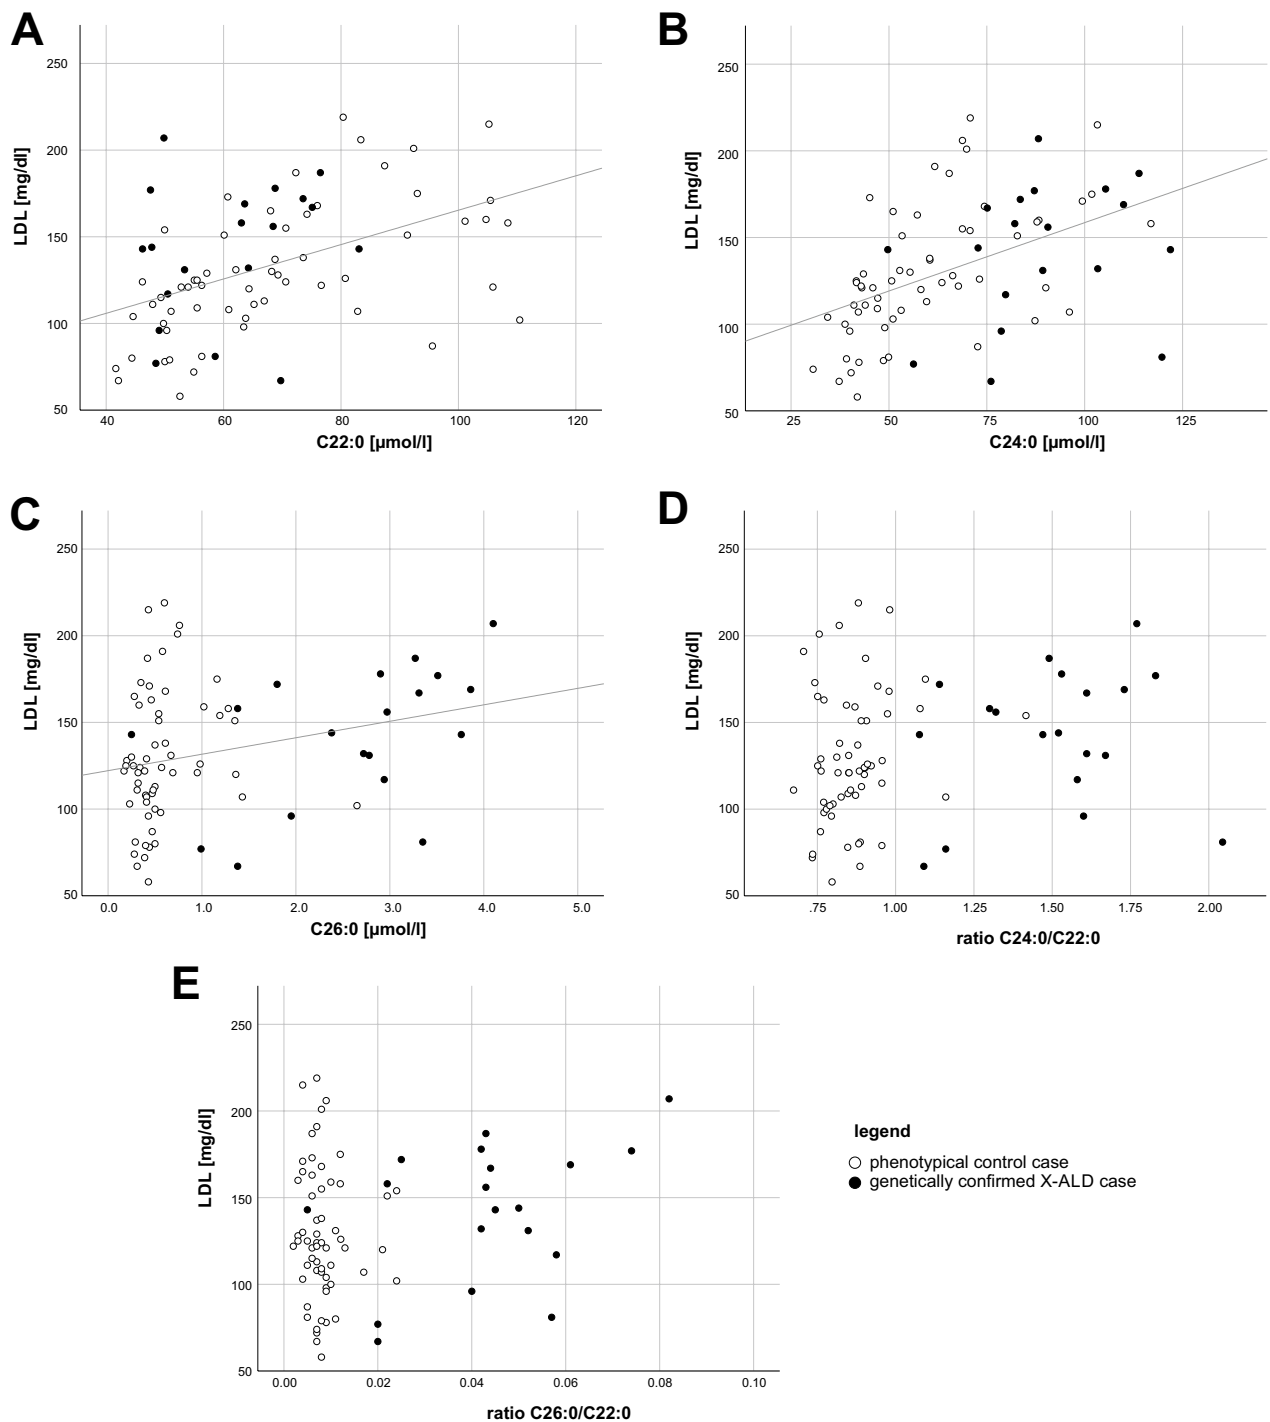 A
B
LDL [mg/dl]
250
200
150
100
50
40
60
80
100
120
C22:0 [µmol/l]
LDL [mg/dl]
250
200
150
100
50
25
50
75
100
125
C24:0 [µmol/l]
C
D
LDL [mg/dl]
250
200
150
100
50
0.0
1.0
2.0
3.0
4.0
5.0
C26:0 [µmol/l]
LDL [mg/dl]
250
200
150
100
50
.75
1.00
1.25
1.50
1.75
2.00
ratio C24:0/C22:0
E
LDL [mg/dl]
250
200
150
100
50
0.00
0.02
0.04
0.06
0.08
0.10
ratio C26:0/C22:0
legend
phenotypical control case
genetically confirmed X-ALD case